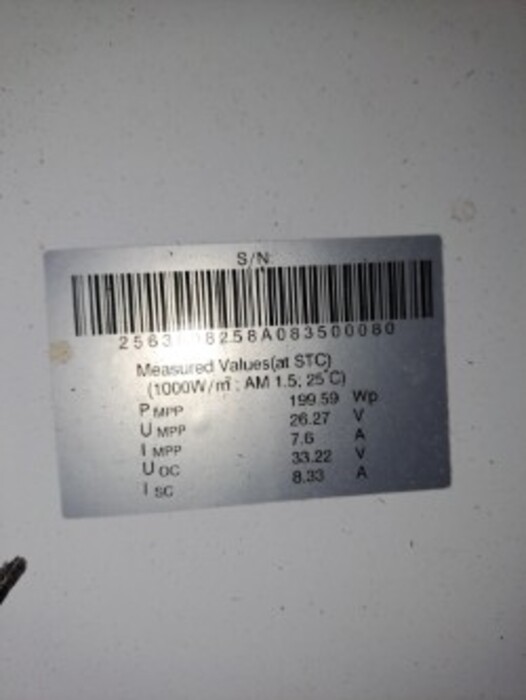 S/N
Measured Values(at STC)
(1000W/m²; AM 1.5; 25°C)
P MPP 199.59 Wp
U MPP 26.27 V
I MPP 7.6 A
U OC 33.22 V
I SC 8.33 A